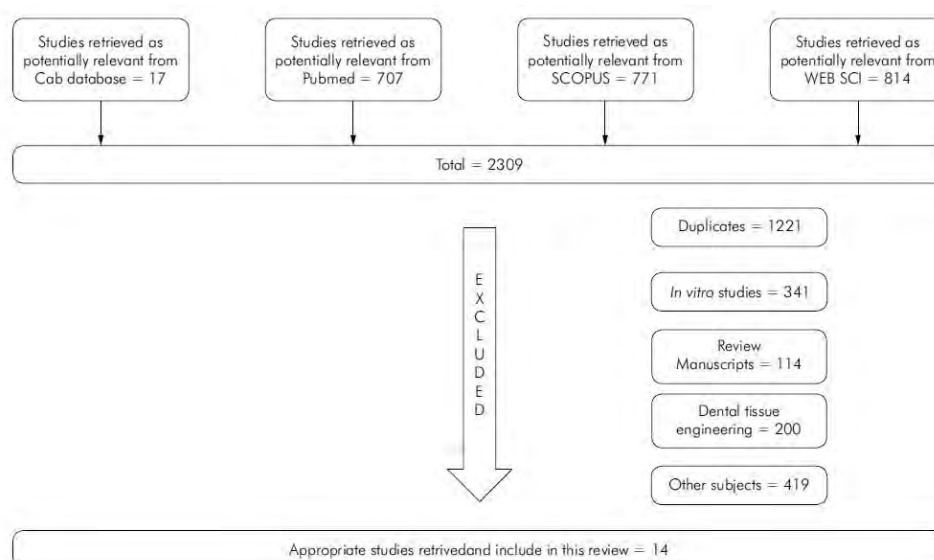 Studies retrieved as
potentially relevant from
Cab database = 17
Studies retrieved as
potentially relevant from
Pubmed = 707
Studies retrieved as
potentially relevant from
SCOPUS = 771
Studies retrieved as
potentially relevant from
WEB SCI = 814
Total = 2309
E
X
C
L
U
D
E
D
Duplicates = 1221
In vitro studies = 341
Review
Manuscripts = 114
Dental tissue
engineering = 200
Other subjects = 419
Appropriate studies retrivedand include in this review = 14